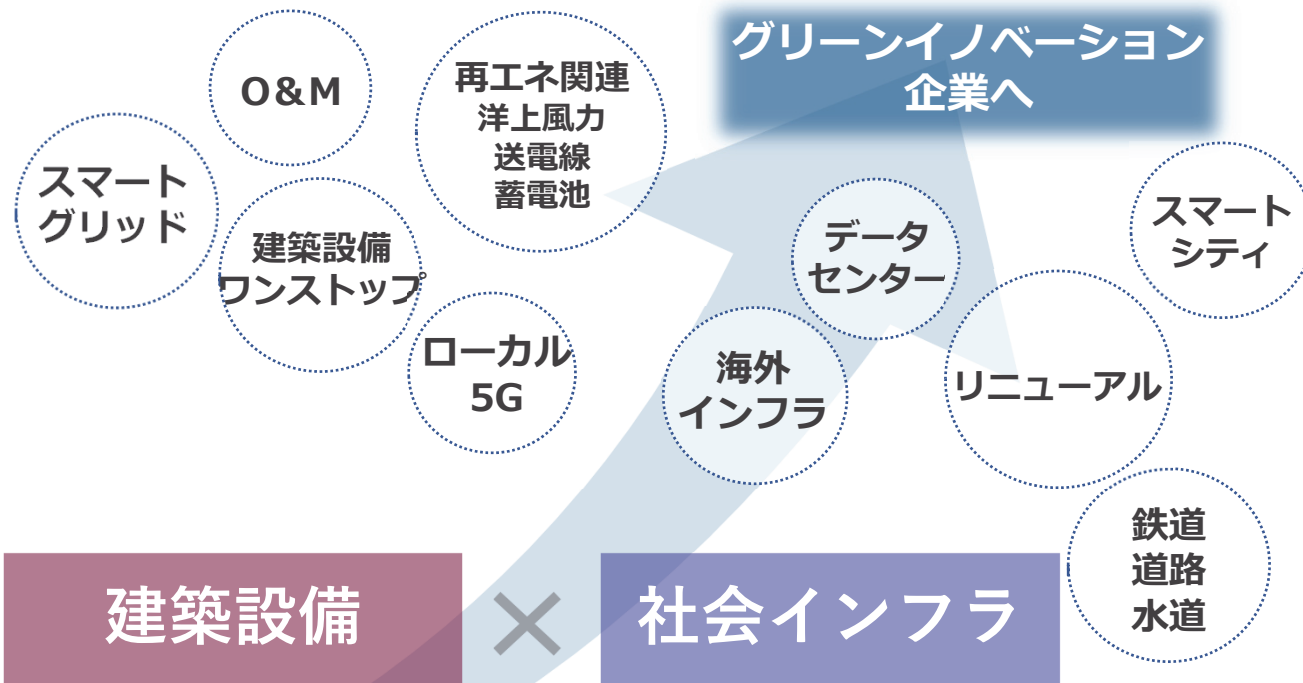 グリーンイノベーション
企業へ
O&M
再エネ関連
洋上風力
送電線
蓄電池
スマート
グリッド
建築設備
ワンストップ
ローカル
5G
データ
センター
スマート
シティ
海外
インフラ
リニューアル
鉄道
道路
水道
建築設備
×
社会インフラ